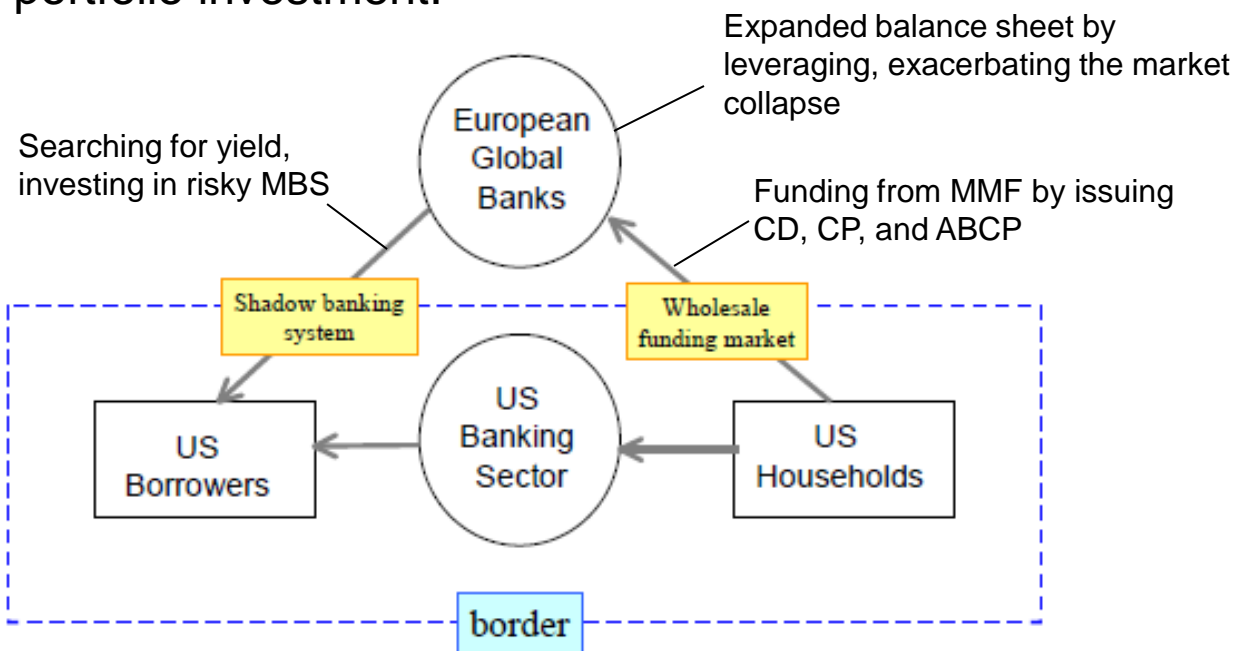 portfolio investment.
Expanded balance sheet by
leveraging, exacerbating the market
collapse
European
Global
Banks
Searching for yield,
investing in risky MBS
Funding from MMF by issuing
CD, CP, and ABCP
Shadow banking
system
Wholesale
funding market
US
Borrowers
US
Banking
Sector
US
Households
border